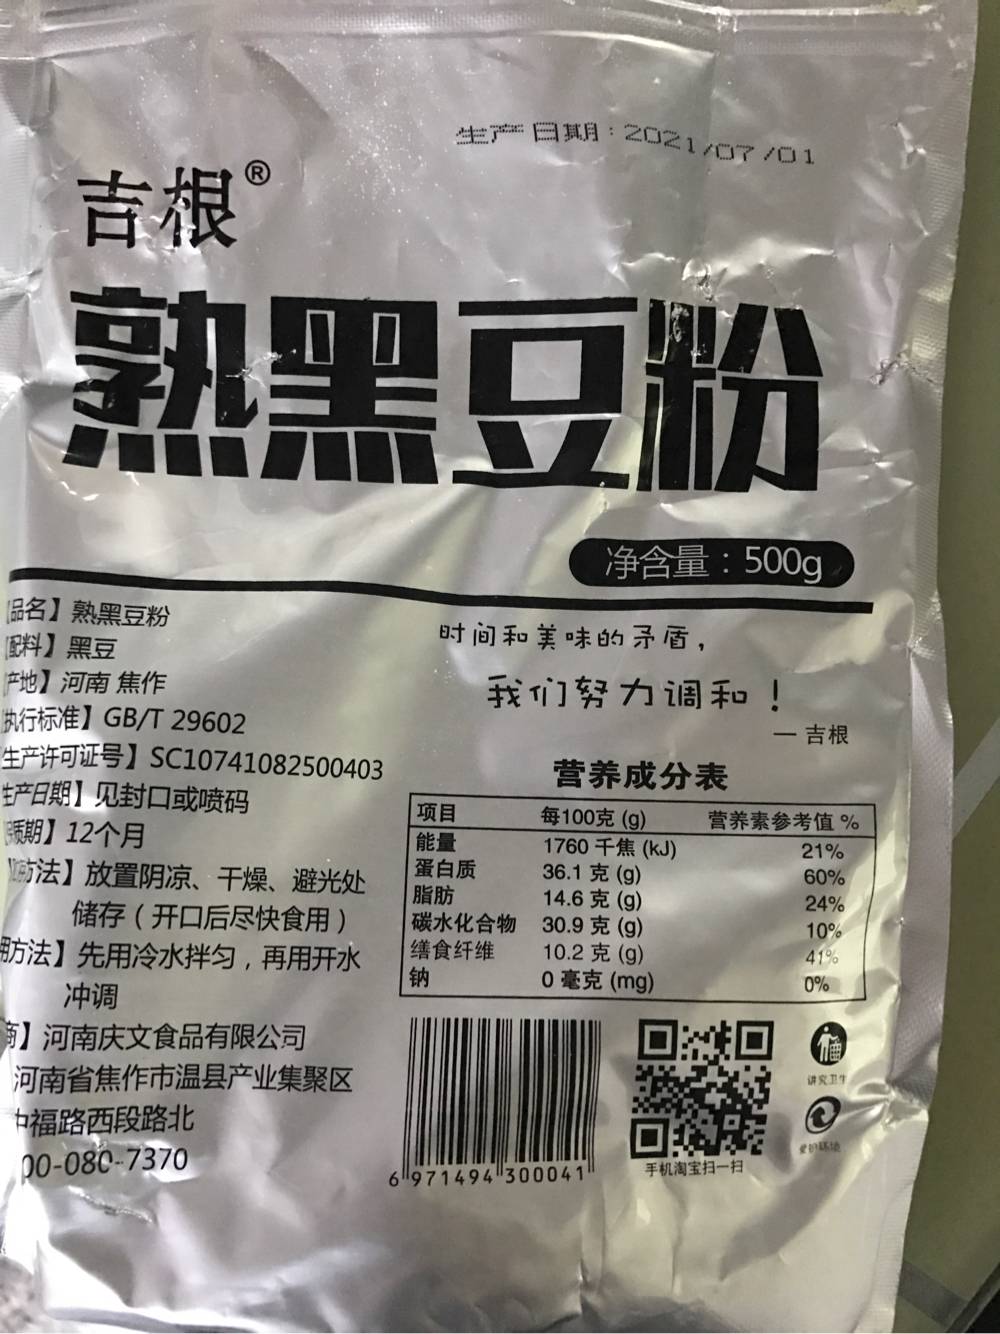 生产日期:2021/07/01
吉根®
熟黑豆粉
净含量:500g
品名】熟黑豆粉
配料】黑豆
产地】河南 焦作
执行标准】GB/T 29602
生产许可证号】SC10741082500403
生产日期】见封口或喷码
质期】12个月
方法】放置阴凉、干燥、避光处
储存(开口后尽快食用)
用方法】先用冷水拌匀,再用开水
冲调
商】河南庆文食品有限公司
河南省焦作市温县产业集聚区
中福路西段路北
00-080-7370
时间和美味的矛盾,
我们努力调和!
—吉根
营养成分表
项目 每100克 (g) 营养素参考值 %
能量 1760 千焦 (kJ) 21%
蛋白质 36.1 克 (g) 60%
脂肪 14.6 克 (g) 24%
碳水化合物 30.9 克 (g) 10%
缮食纤维 10.2 克 (g) 41%
钠 0 毫克 (mg) 0%
6 971494 300041
手机淘宝扫一扫
讲究卫生
爱护环境